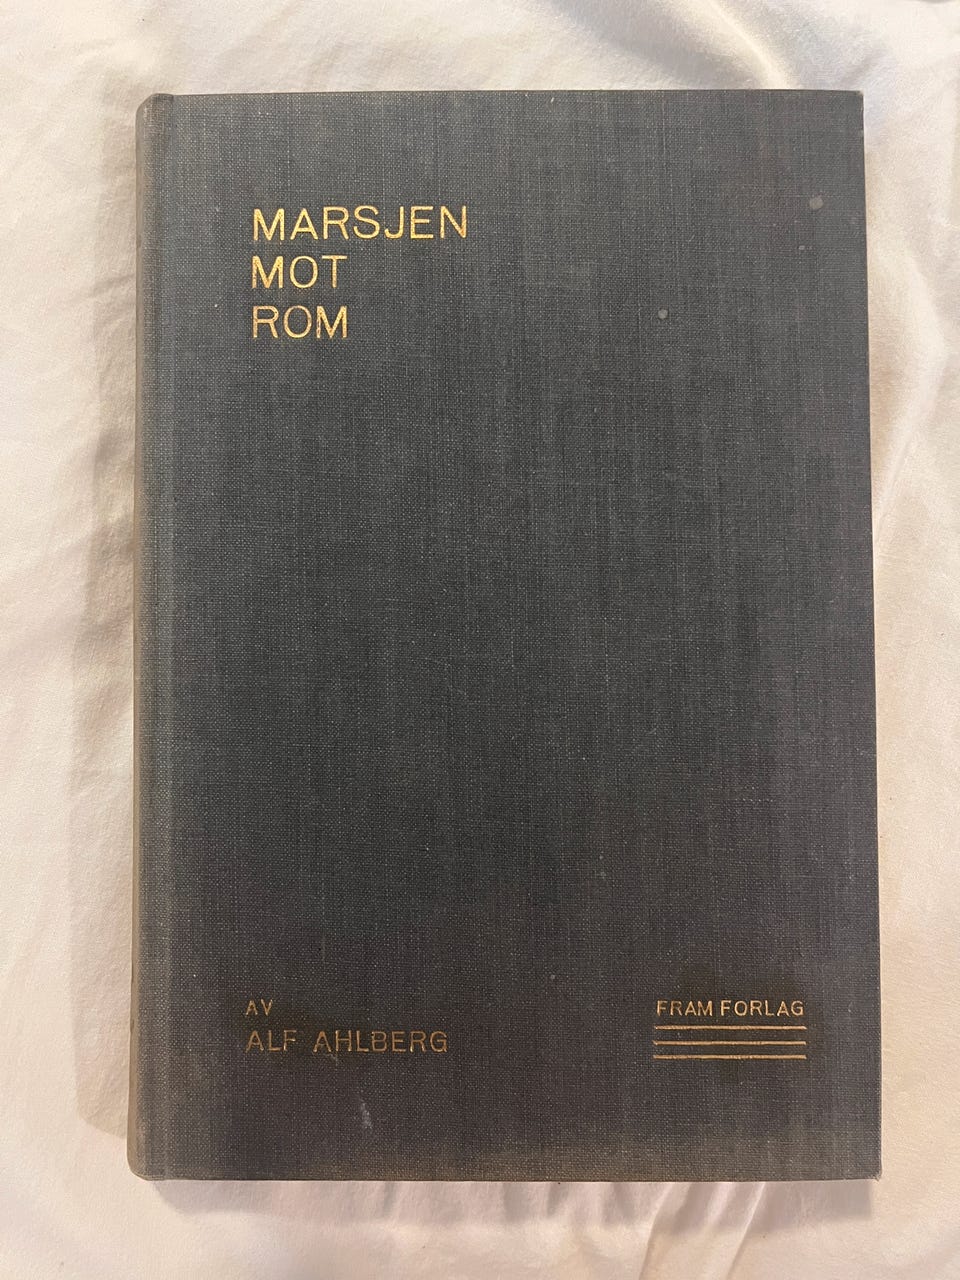 MARSJEN
MOT
ROM
AV
ALF AHLBERG
FRAM FORLAG